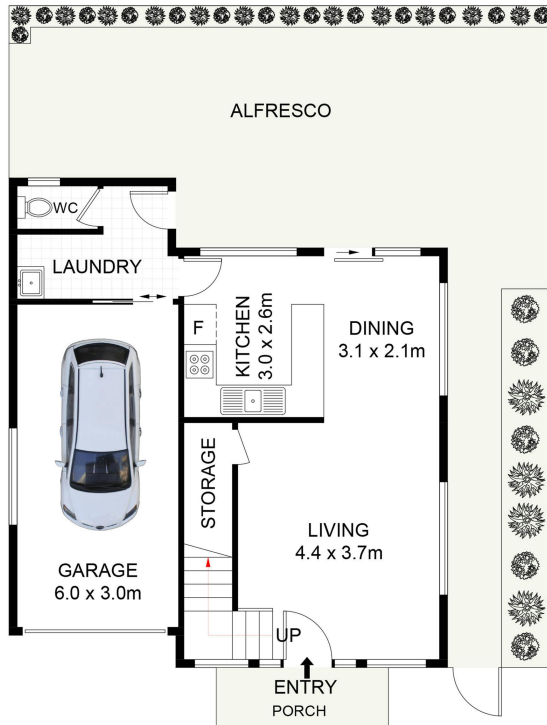 ALFRESCO
WC
LAUNDRY
F
KITCHEN
3.0 x 2.6m
DINING
3.1 x 2.1m
STORAGE
LIVING
4.4 x 3.7m
GARAGE
6.0 x 3.0m
UP
ENTRY
PORCH